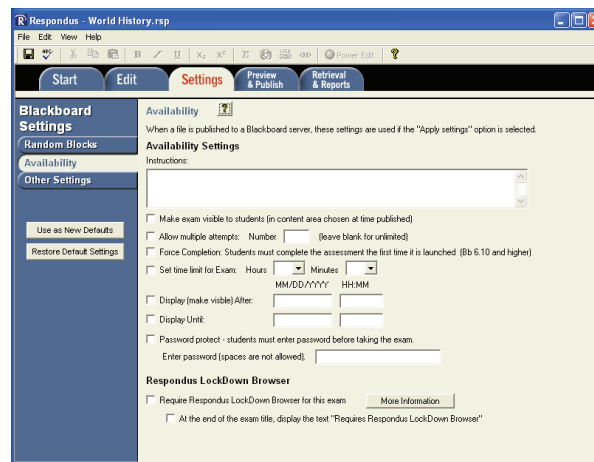 Respondus - World History.rsp
File Edit View Help
B I U X₂ X² Σ Power Edit ?
Start Edit Settings Preview & Publish Retrieval & Reports
Blackboard Settings
Random Blocks
Availability
Other Settings
Use as New Defaults
Restore Default Settings
Availability ?
When a file is published to a Blackboard server, these settings are used if the "Apply settings" option is selected.
Availability Settings
Instructions:
Make exam visible to students (in content area chosen at time published)
Allow multiple attempts: Number (leave blank for unlimited)
Force Completion: Students must complete the assessment the first time it is launched (Bb 6.10 and higher)
Set time limit for Exam: Hours Minutes
MM/DD/YYYY HH:MM
Display (make visble) After:
Display Until:
Password protect - students must enter password before taking the exam.
Enter password (spaces are not allowed).
Respondus LockDown Browser
Require Respondus LockDown Browser for this exam More Information
At the end of the exam title, display the text "Requires Respondus LockDown Browser"